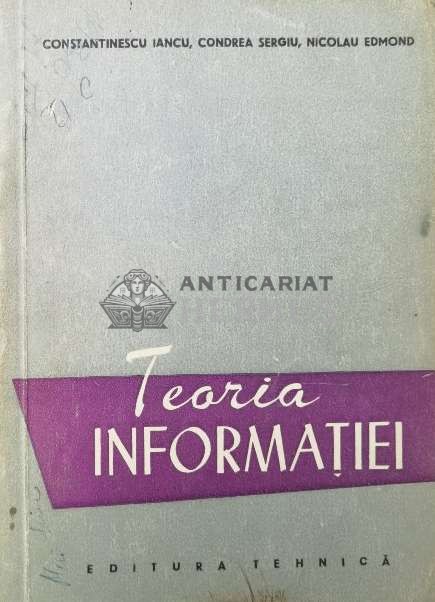 CONSTANTINESCU IANCU, CONDREA SERGIU, NICOLAU EDMOND
ANTICARIAT
Teoria
INFORMAȚIEI
EDITURA TEHNICĂ